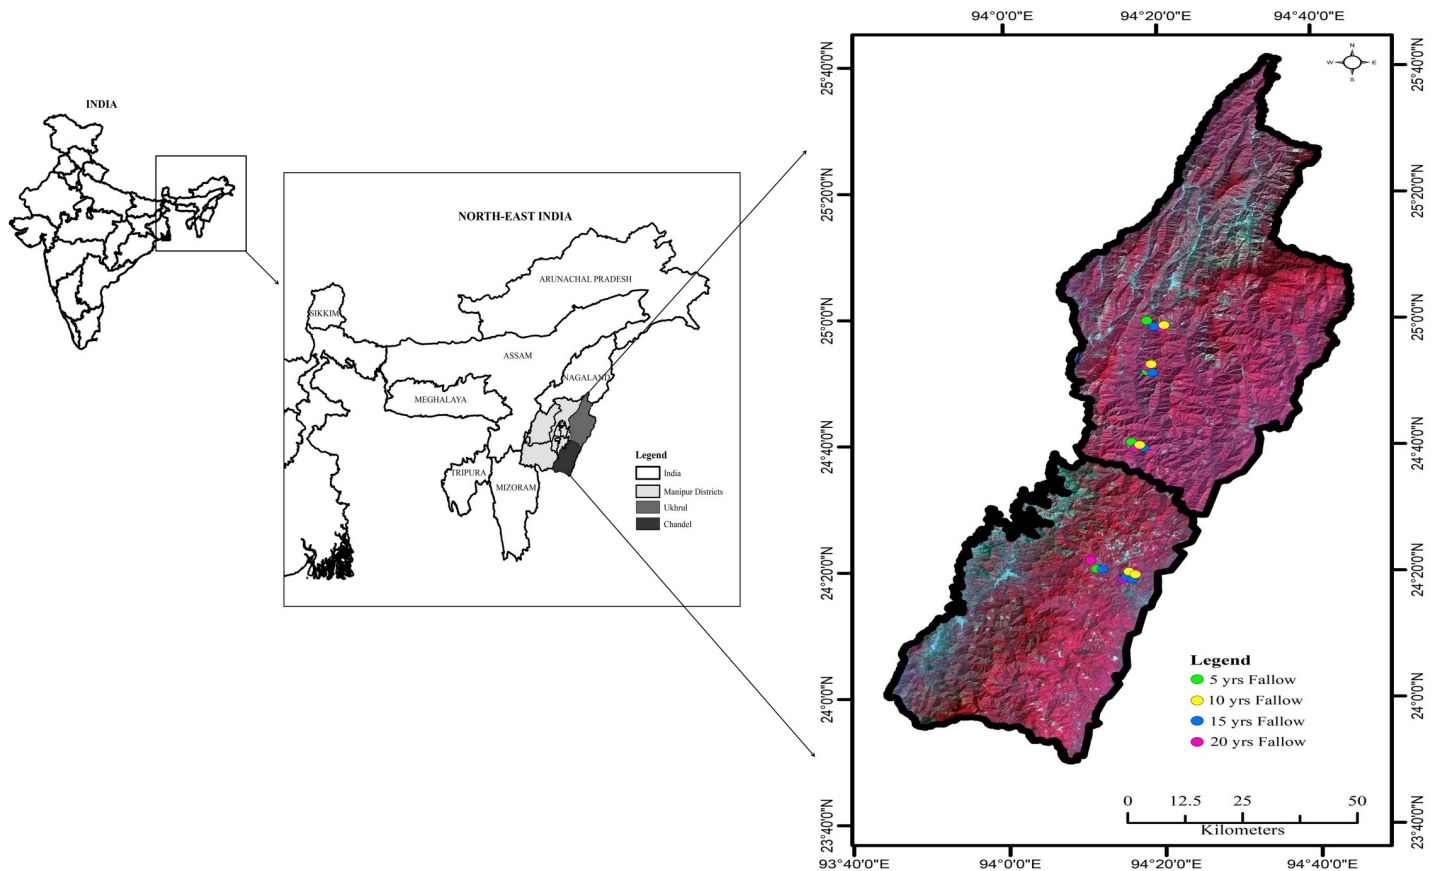 INDIA
NORTH-EAST INDIA
ARUNACHAL PRADESH
SIKKIM
ASSAM
NAGALAND
MEGHALAYA
TRIPURA
MIZORAM
Legend
India
Manipur Districts
Ukhrul
Chandel
94°0'0"E 94°20'0"E 94°40'0"E
N
W E
S
25°40'0"N 25°40'0"N
25°20'0"N 25°20'0"N
25°0'0"N 25°0'0"N
24°40'0"N 24°40'0"N
24°20'0"N 24°20'0"N
24°0'0"N 24°0'0"N
23°40'0"N 23°40'0"N
Legend
5 yrs Fallow
10 yrs Fallow
15 yrs Fallow
20 yrs Fallow
0 12.5 25 50
Kilometers
93°40'0"E 94°0'0"E 94°20'0"E 94°40'0"E